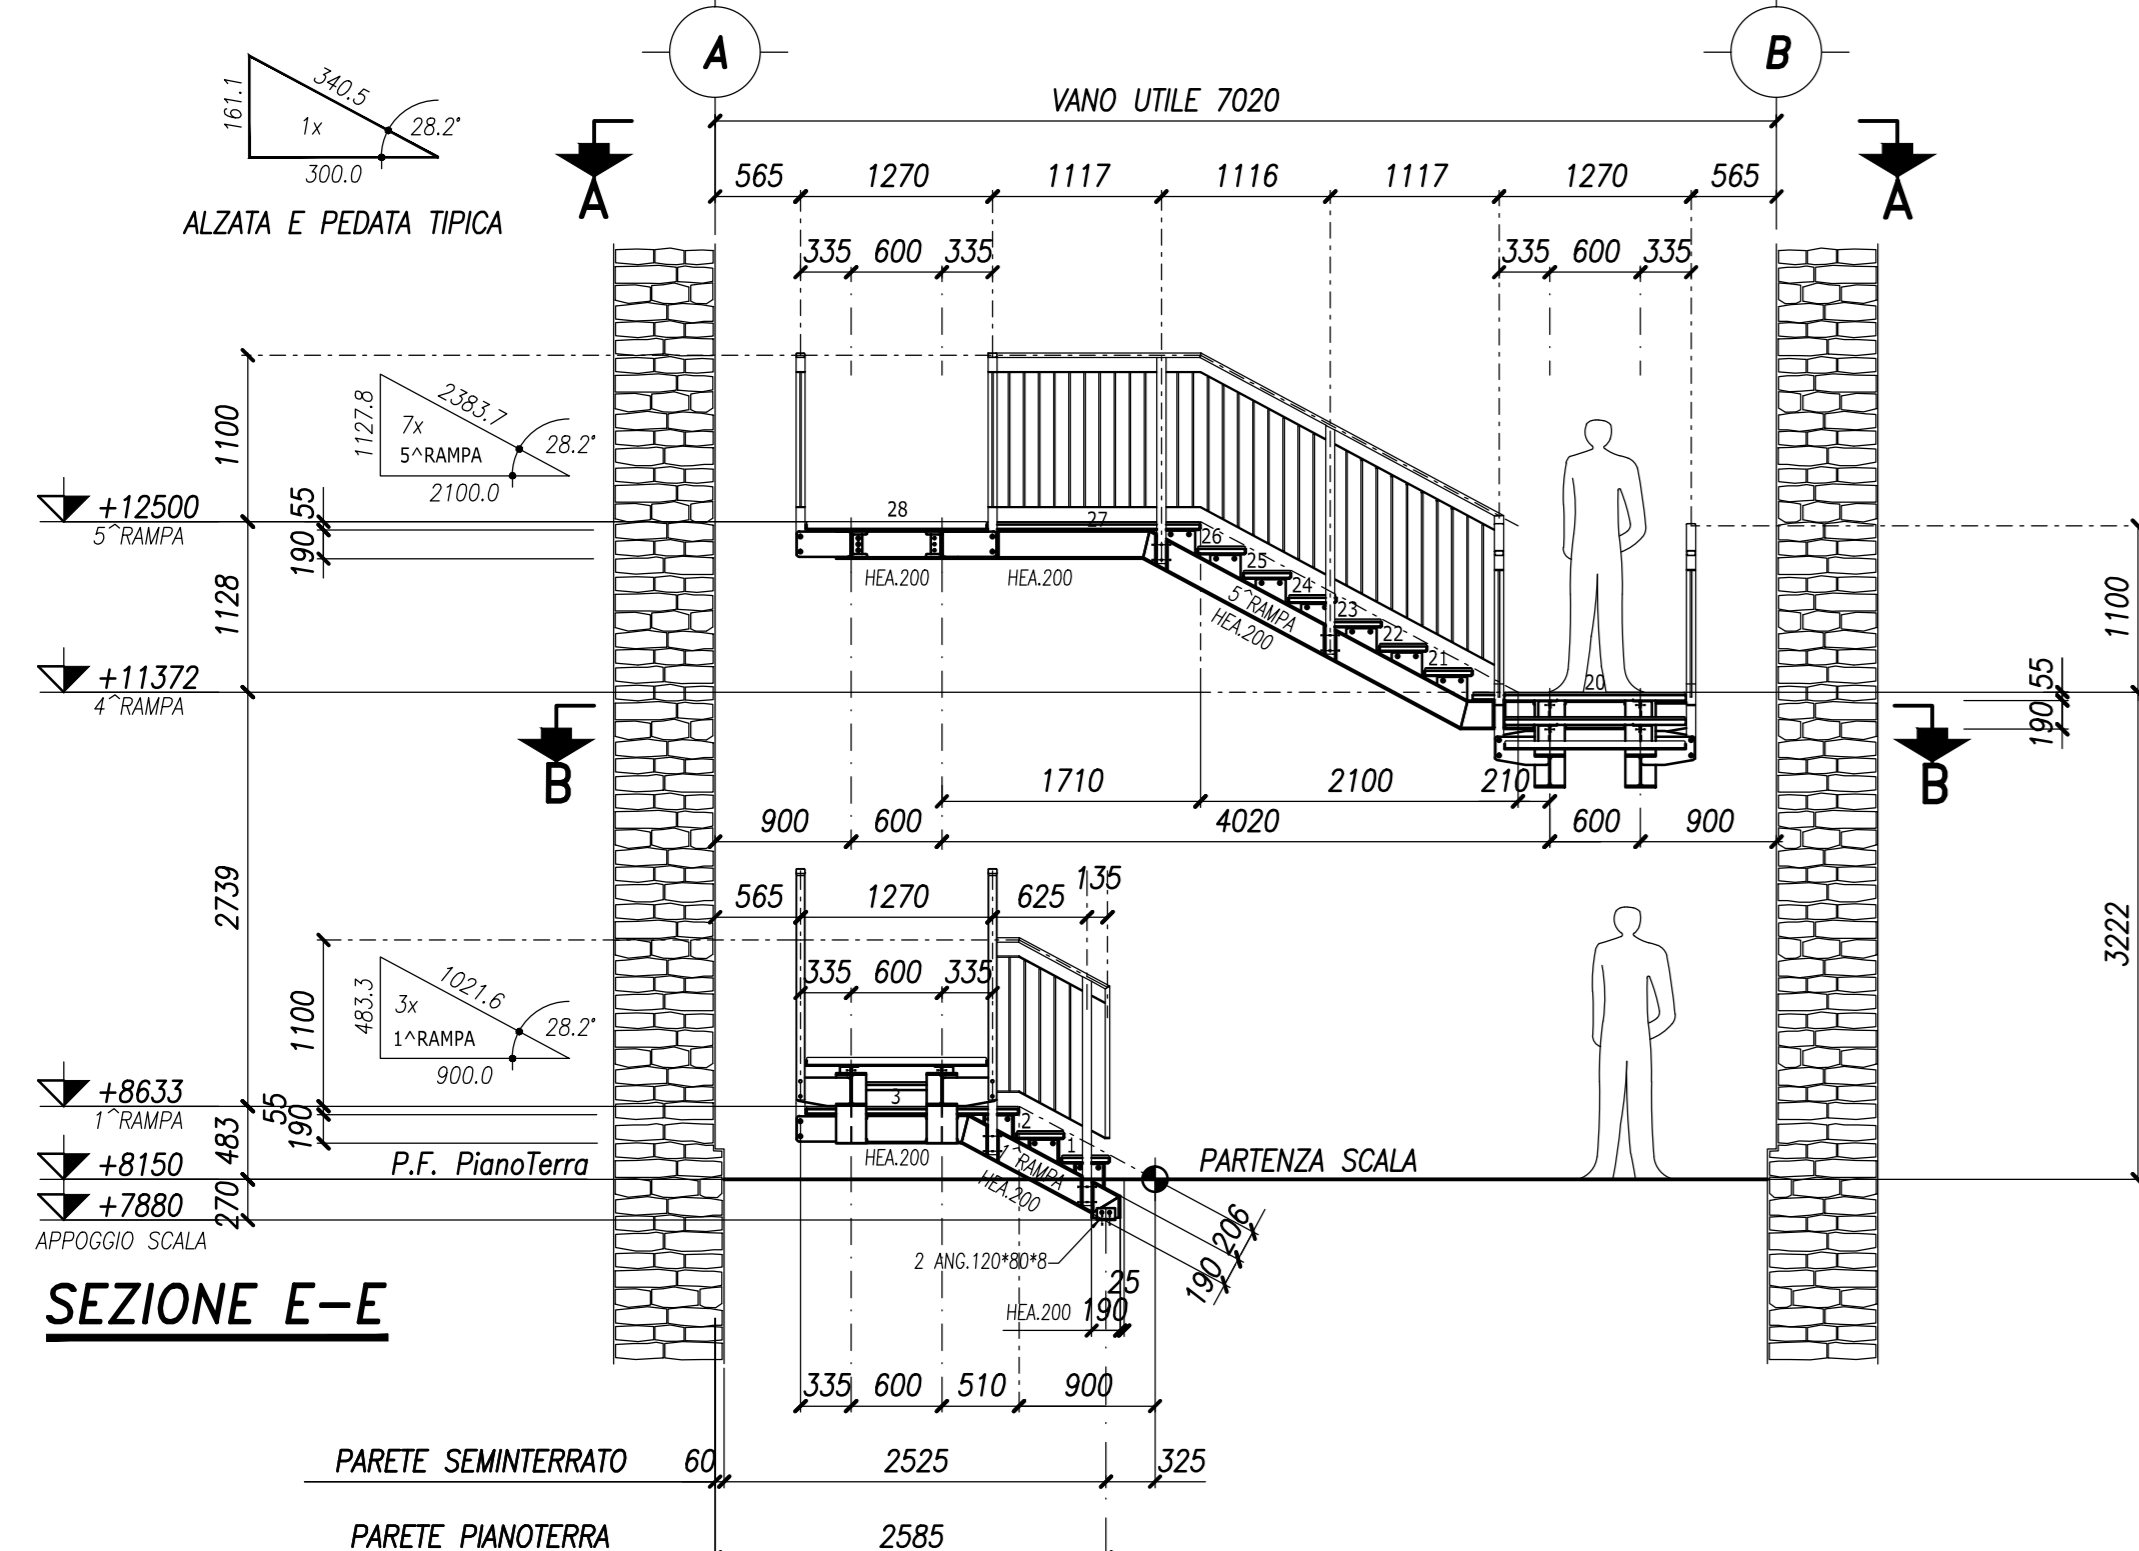 A
B
340.5
161.1
1x
28.2°
300.0
ALZATA E PEDATA TIPICA
A
A
VANO UTILE 7020
565
1270
1117
1116
1117
1270
565
335
600
335
335
600
335
1100
2383.7
1127.8
7x
5^RAMPA
28.2°
2100.0
+12500
5^RAMPA
55
190
28
27
26
25
24
23
22
21
20
HEA.200
HEA.200
5^RAMPA
HEA.200
1128
+11372
4^RAMPA
1100
55
190
B
B
1710
2100
210
900
600
4020
600
900
2739
565
1270
625
135
335
600
335
3222
1100
1021.6
483.3
3x
1^RAMPA
28.2°
900.0
+8633
1^RAMPA
55
190
483
3
2
1
HEA.200
1^RAMPA
HEA.200
+8150
P.F. PianoTerra
PARTENZA SCALA
270
+7880
APPOGGIO SCALA
2 ANG.120*80*8
206
190
25
HEA.200
190
SEZIONE E-E
335
600
510
900
PARETE SEMINTERRATO
60
2525
325
PARETE PIANOTERRA
2585